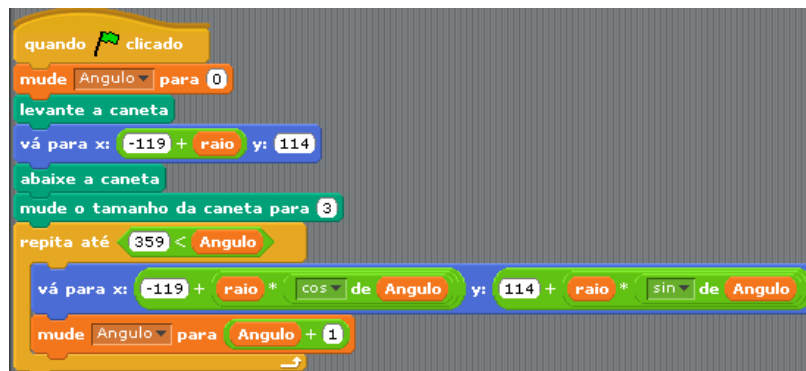 quando clicado
mude Angulo para 0
levante a caneta
vá para x: -119 + raio y: 114
abaixe a caneta
mude o tamanho da caneta para 3
repita até 359 < Angulo
vá para x: -119 + raio * cos de Angulo y: 114 + raio * sin de Angulo
mude Angulo para Angulo + 1